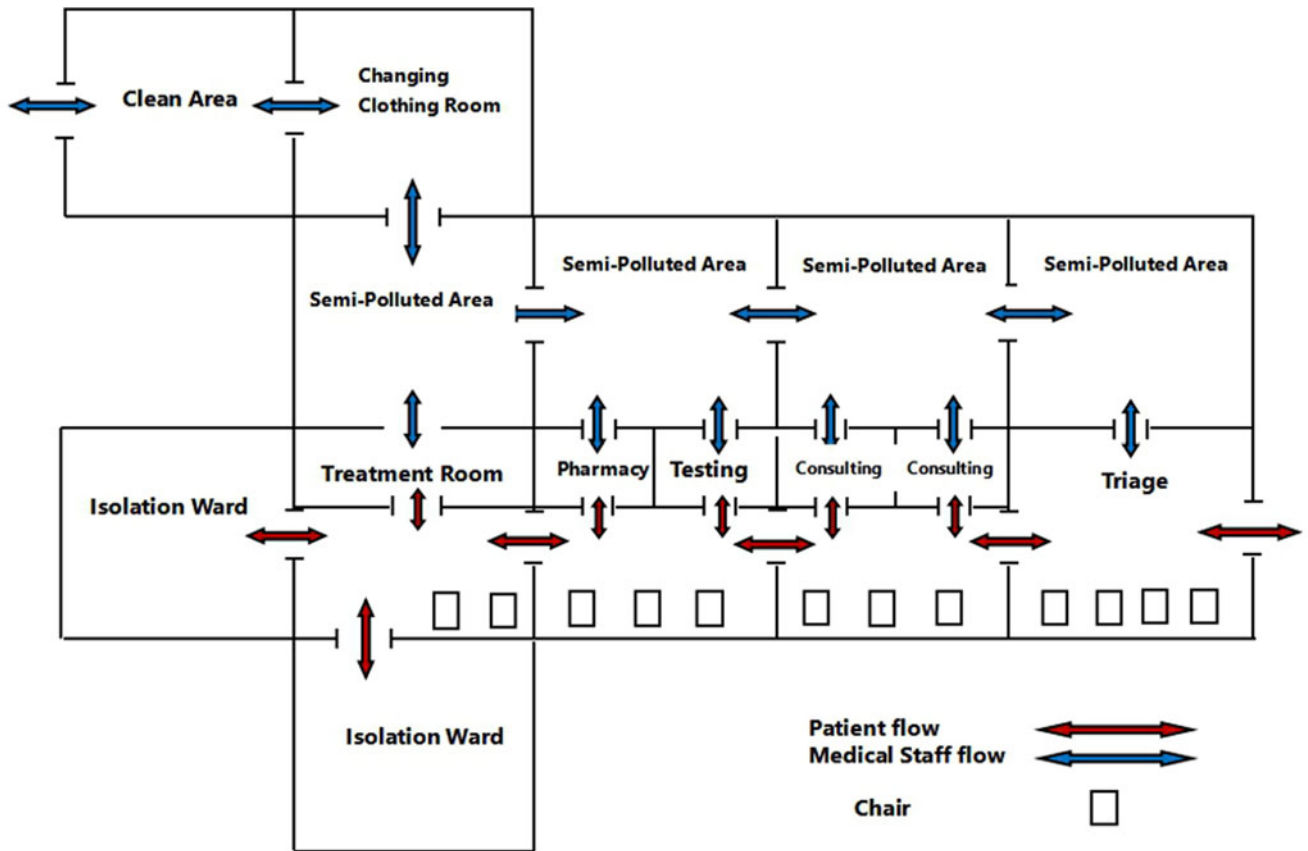 Clean Area
Changing
Clothing Room
Semi-Polluted Area
Semi-Polluted Area
Semi-Polluted Area
Semi-Polluted Area
Isolation Ward
Treatment Room
Pharmacy
Testing
Consulting
Consulting
Triage
Isolation Ward
Patient flow
Medical Staff flow
Chair